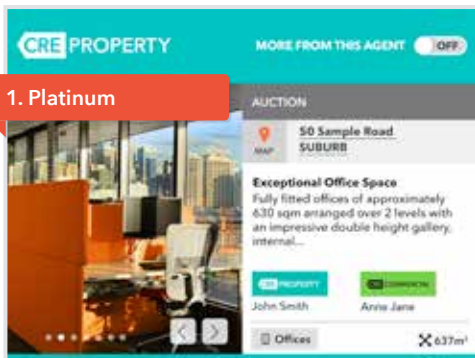 CRE PROPERTY
MORE FROM THIS AGENT OFF
1. Platinum
AUCTION
MAP
50 Sample Road
SUBURB
Exceptional Office Space
Fully fitted offices of approximately
630 sqm arranged over 2 levels with
an impressive double height gallery,
internal...
CRE PROPERTY
CRE COMMERCIAL
John Smith
Anne Jane
Offices
637m²